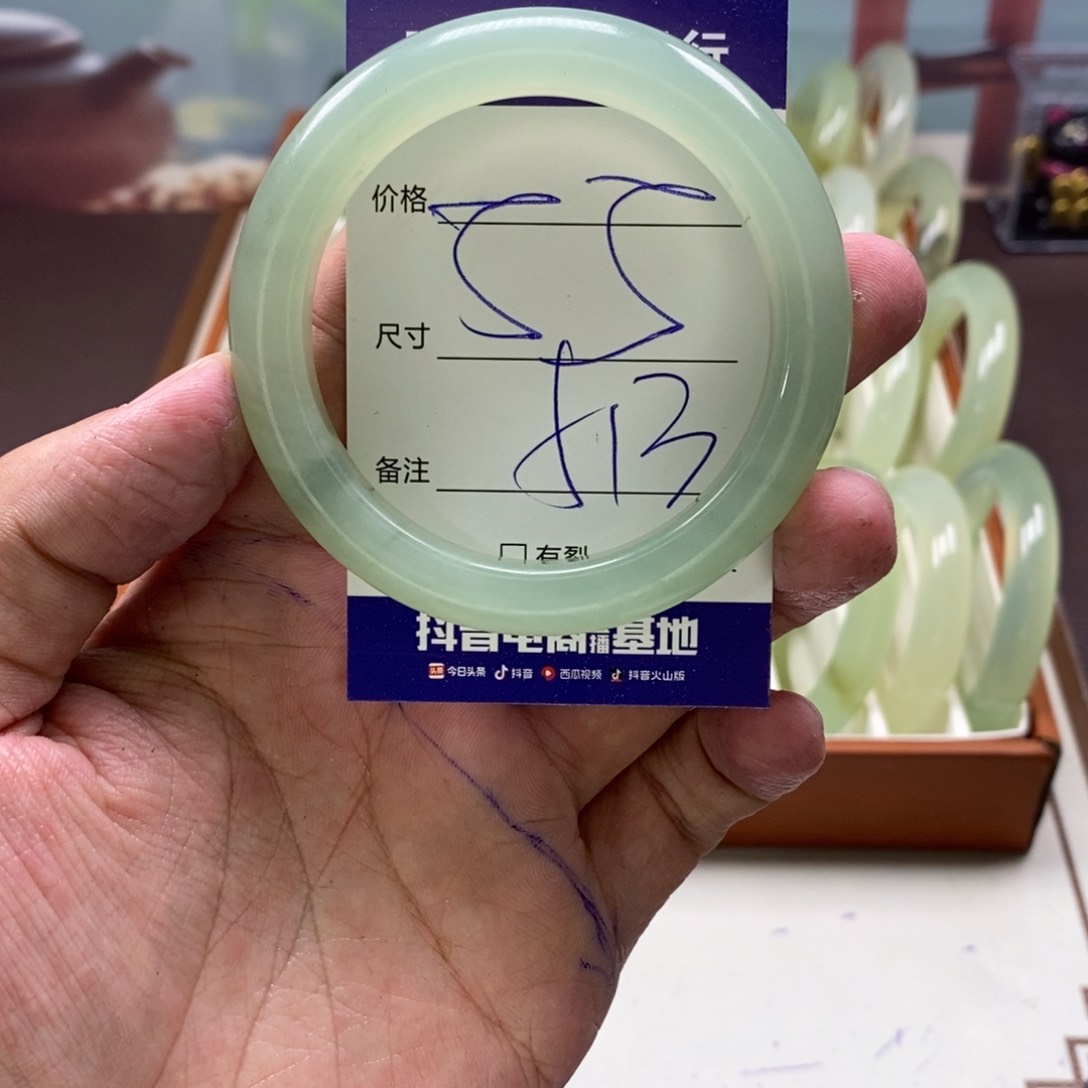 行
价格 55
尺寸
备注
有裂
抖音电商直播基地
今日头条 抖音 西瓜视频 抖音火山版